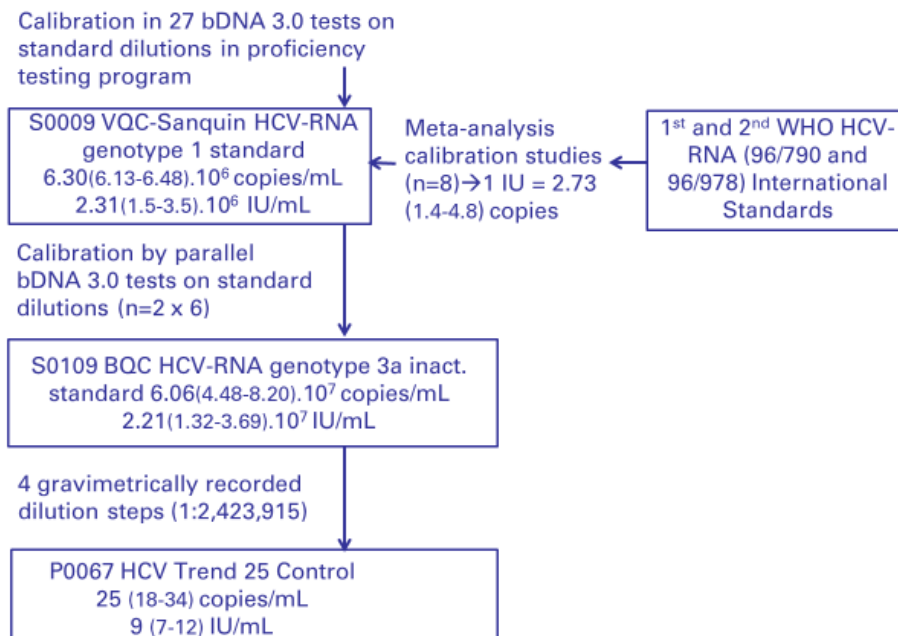 Calibration in 27 bDNA 3.0 tests on
standard dilutions in proficiency
testing program
S0009 VQC-Sanquin HCV-RNA
genotype 1 standard
6.30(6.13-6.48).10⁶ copies/mL
2.31(1.5-3.5).10⁶ IU/mL
Meta-analysis
calibration studies
(n=8)→1 IU = 2.73
(1.4-4.8) copies
1ˢᵗ and 2ⁿᵈ WHO HCV-
RNA (96/790 and
96/978) International
Standards
Calibration by parallel
bDNA 3.0 tests on standard
dilutions (n=2 x 6)
S0109 BQC HCV-RNA genotype 3a inact.
standard 6.06(4.48-8.20).10⁷ copies/mL
2.21(1.32-3.69).10⁷ IU/mL
4 gravimetrically recorded
dilution steps (1:2,423,915)
P0067 HCV Trend 25 Control
25 (18-34) copies/mL
9 (7-12) IU/mL